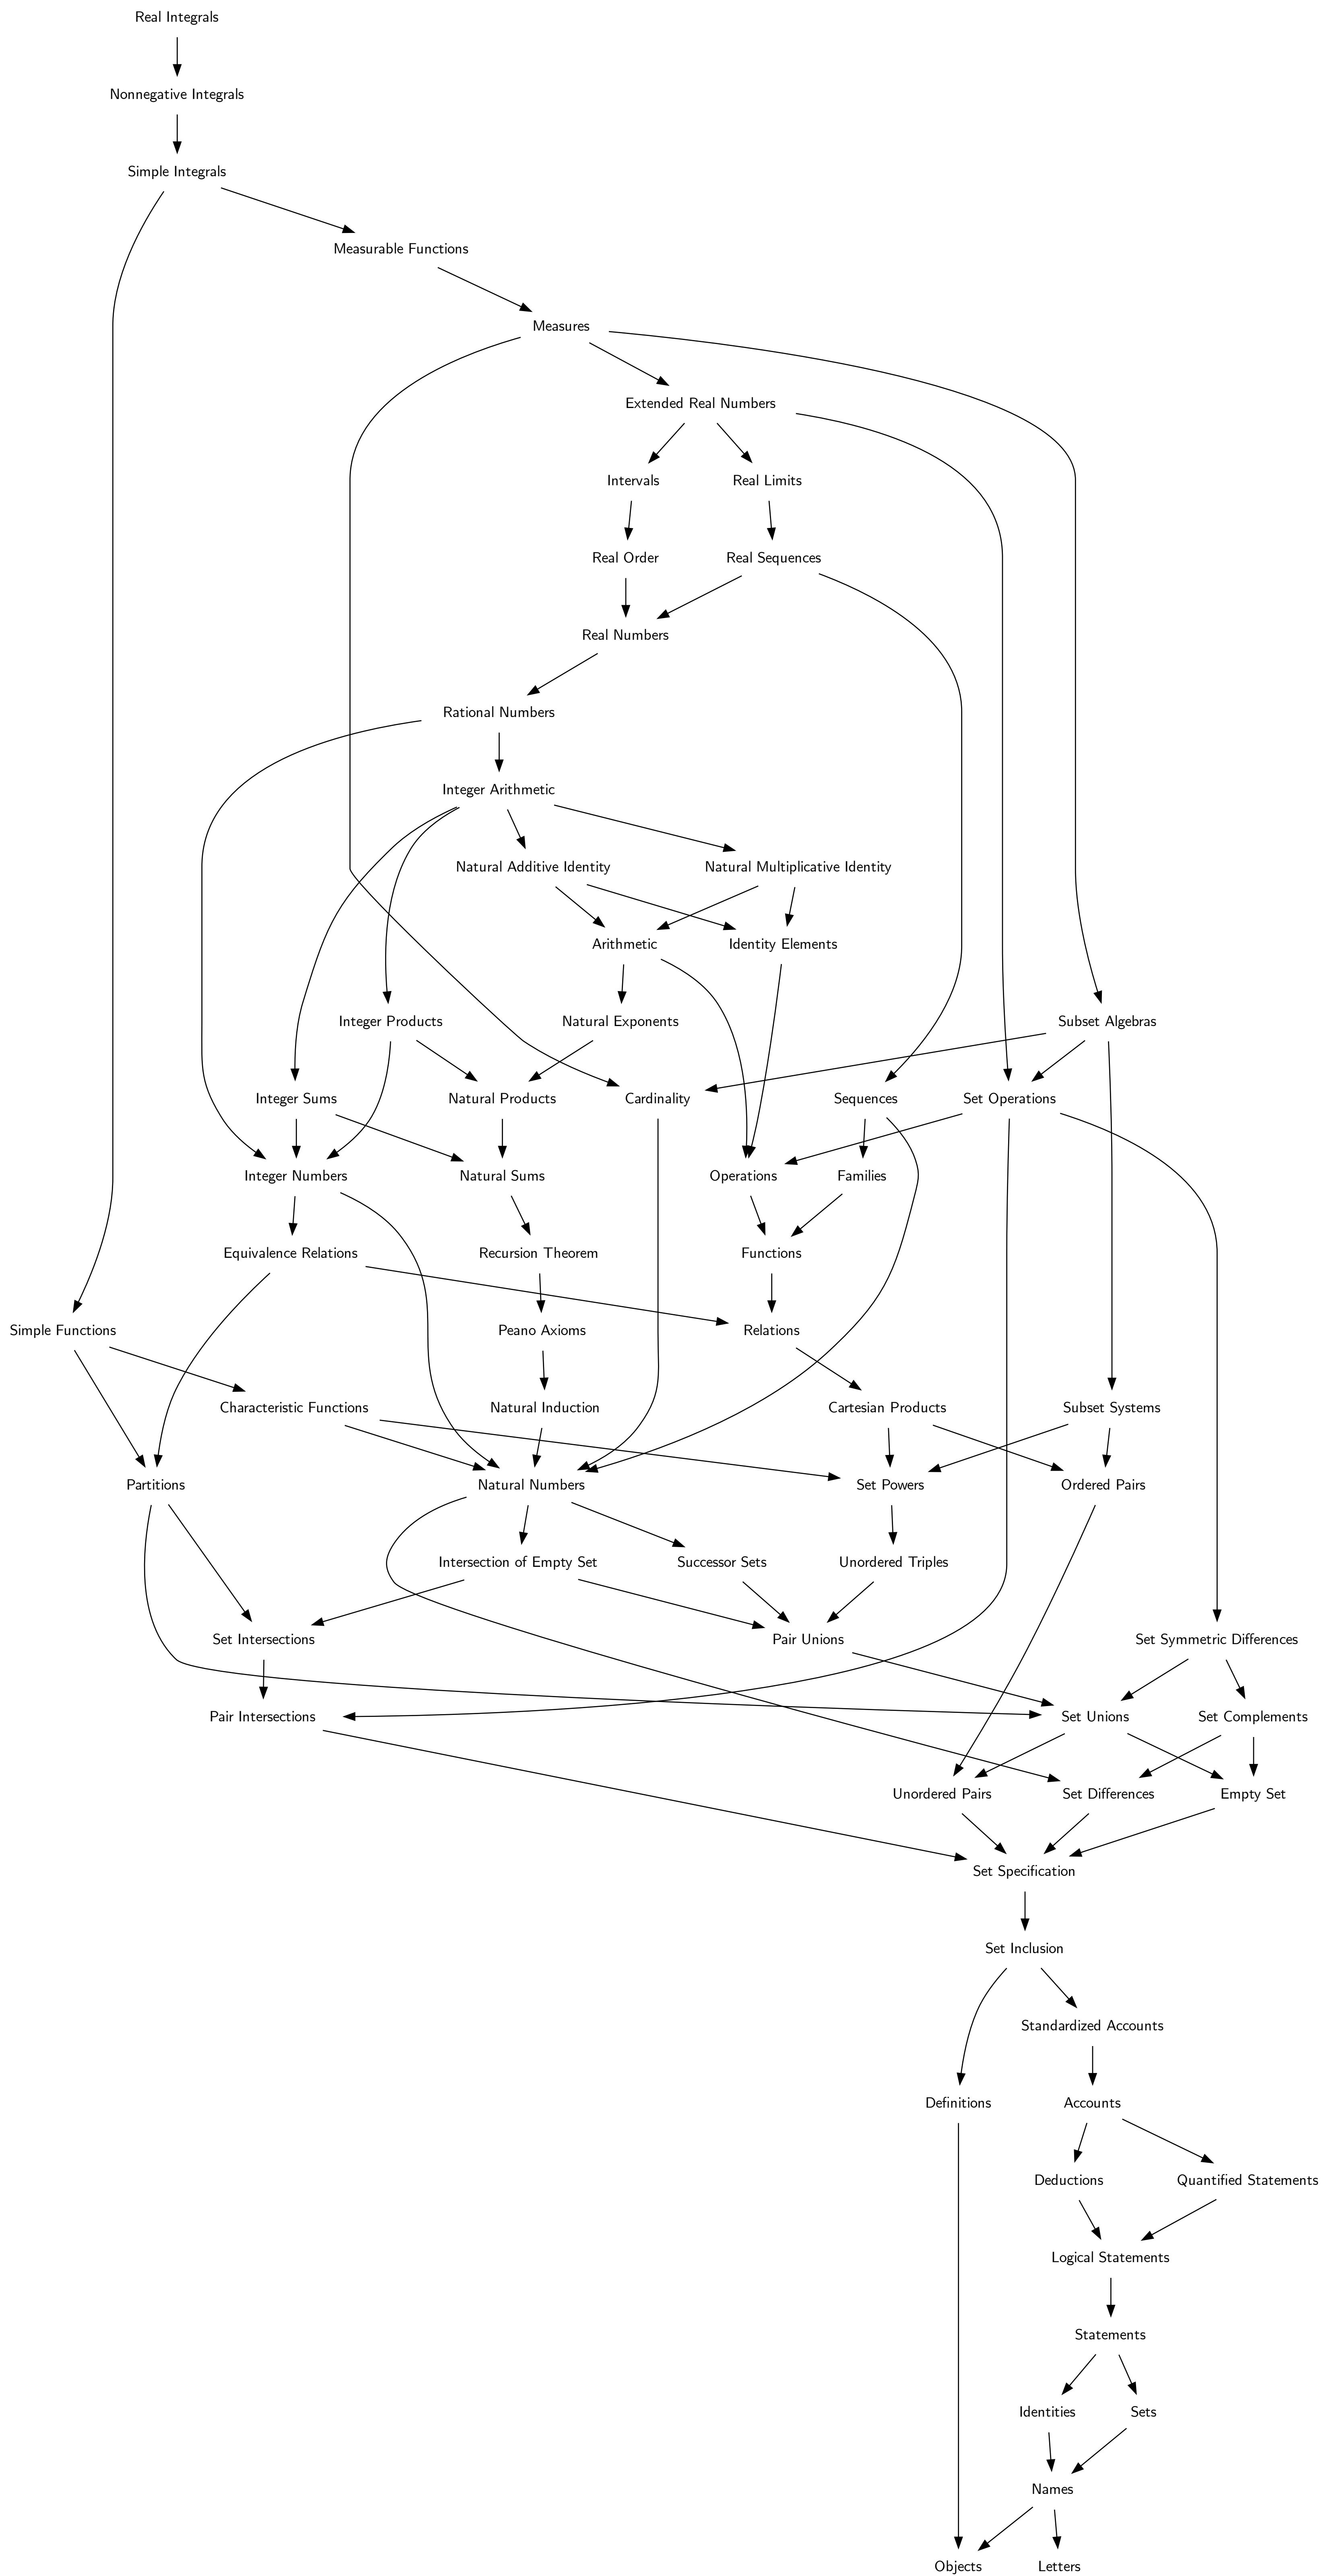 Real Integrals
Nonnegative Integrals
Simple Integrals
Measurable Functions
Measures
Extended Real Numbers
Intervals
Real Limits
Real Order
Real Sequences
Real Numbers
Rational Numbers
Integer Arithmetic
Natural Additive Identity
Natural Multiplicative Identity
Arithmetic
Identity Elements
Integer Products
Natural Exponents
Subset Algebras
Integer Sums
Natural Products
Cardinality
Sequences
Set Operations
Integer Numbers
Natural Sums
Operations
Families
Equivalence Relations
Recursion Theorem
Functions
Simple Functions
Peano Axioms
Relations
Characteristic Functions
Natural Induction
Cartesian Products
Subset Systems
Partitions
Natural Numbers
Set Powers
Ordered Pairs
Intersection of Empty Set
Successor Sets
Unordered Triples
Set Intersections
Pair Unions
Set Symmetric Differences
Pair Intersections
Set Unions
Set Complements
Unordered Pairs
Set Differences
Empty Set
Set Specification
Set Inclusion
Standardized Accounts
Definitions
Accounts
Deductions
Quantified Statements
Logical Statements
Statements
Identities
Sets
Names
Objects
Letters